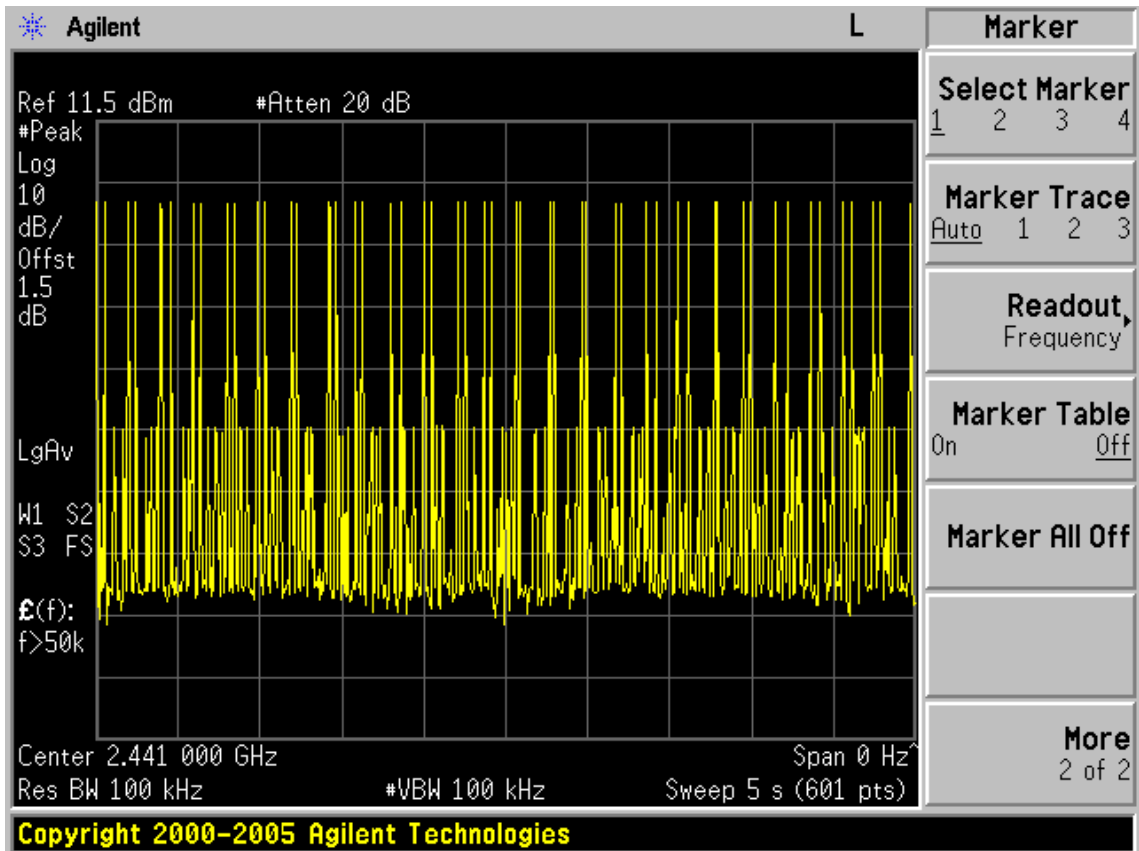 Agilent
L
Marker
Ref 11.5 dBm
#Atten 20 dB
#Peak
Log
10
dB/
Offst
1.5
dB
LgAv
W1 S2
S3 FS
£(f):
f>50k
Center 2.441 000 GHz
Span 0 Hz^
Res BW 100 kHz
#VBW 100 kHz
Sweep 5 s (601 pts)
Copyright 2000-2005 Agilent Technologies
Select Marker
1 2 3 4
Marker Trace
Auto 1 2 3
Readout
Frequency
Marker Table
On Off
Marker All Off
More
2 of 2